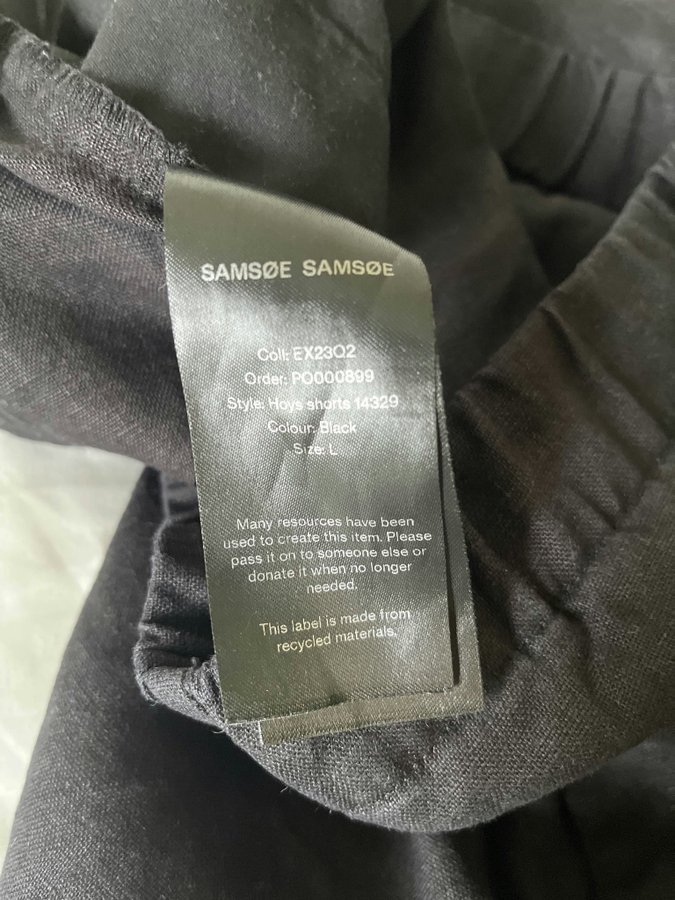 SAMSØE SAMSØE
Coll: EX23Q2
Order: PO000899
Style: Hoys shorts 14329
Colour: Black
Size: L
Many resources have been
used to create this item. Please
pass it on to someone else or
donate it when no longer
needed.
This label is made from
recycled materials.